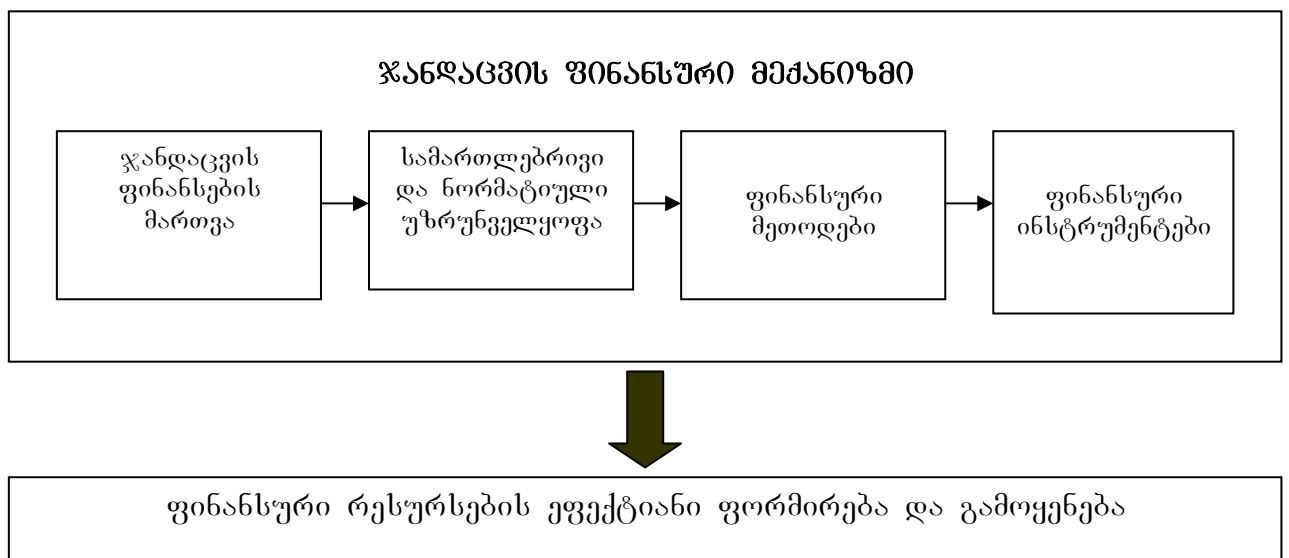 ჯანდაცვის ფინანსური მექანიზმი
ჯანდაცვის
ფინანსების
მართვა
სამართლებრივი
და ნორმატიული
უზრუნველყოფა
ფინანსური
მეთოდები
ფინანსური
ინსტრუმენტები
ფინანსური რესურსების ეფექტიანი ფორმირება და გამოყენება